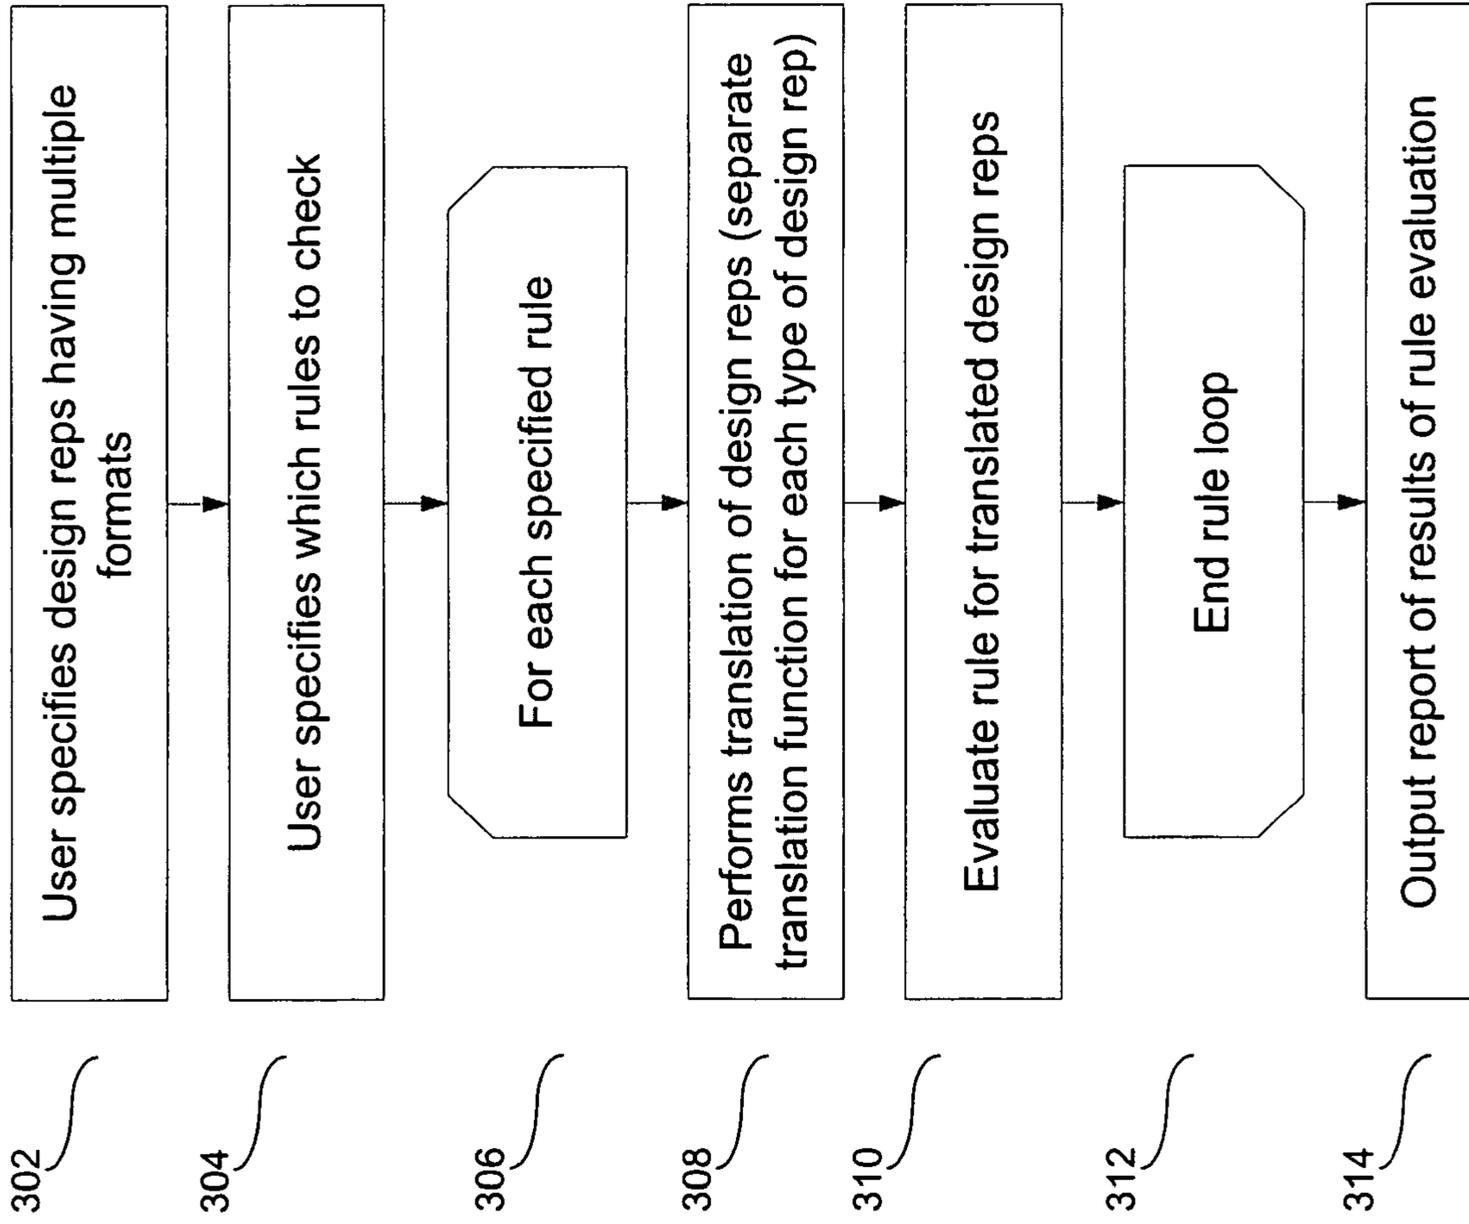 302
User specifies design reps having multiple
formats
304
User specifies which rules to check
306
For each specified rule
308
Performs translation of design reps (separate
translation function for each type of design rep)
310
Evaluate rule for translated design reps
312
End rule loop
314
Output report of results of rule evaluation